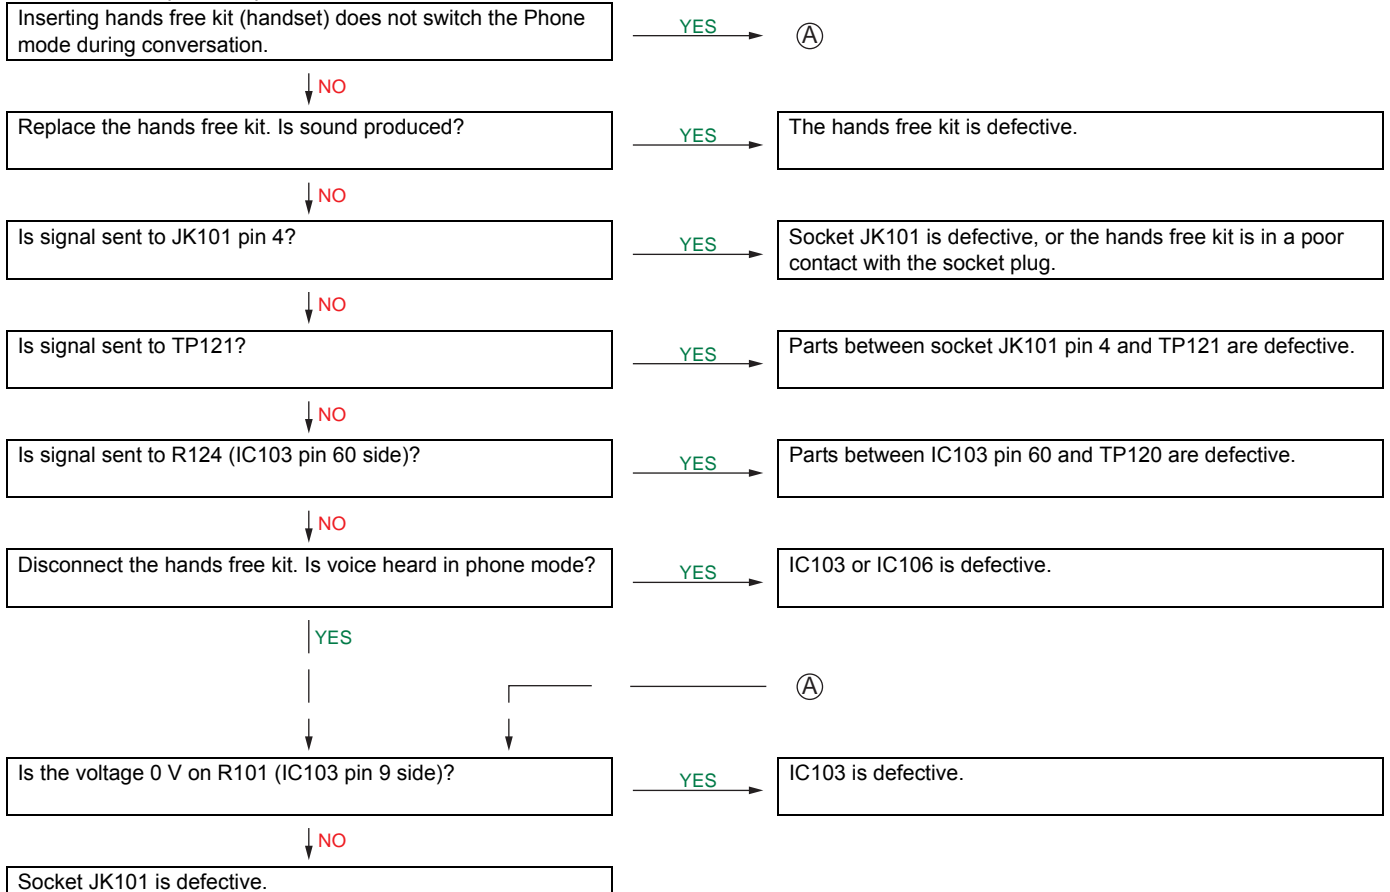 Inserting hands free kit (handset) does not switch the Phone
mode during conversation.
YES
A
NO
Replace the hands free kit. Is sound produced?
YES
The hands free kit is defective.
NO
Is signal sent to JK101 pin 4?
YES
Socket JK101 is defective, or the hands free kit is in a poor
contact with the socket plug.
NO
Is signal sent to TP121?
YES
Parts between socket JK101 pin 4 and TP121 are defective.
NO
Is signal sent to R124 (IC103 pin 60 side)?
YES
Parts between IC103 pin 60 and TP120 are defective.
NO
Disconnect the hands free kit. Is voice heard in phone mode?
YES
IC103 or IC106 is defective.
YES
A
Is the voltage 0 V on R101 (IC103 pin 9 side)?
YES
IC103 is defective.
NO
Socket JK101 is defective.